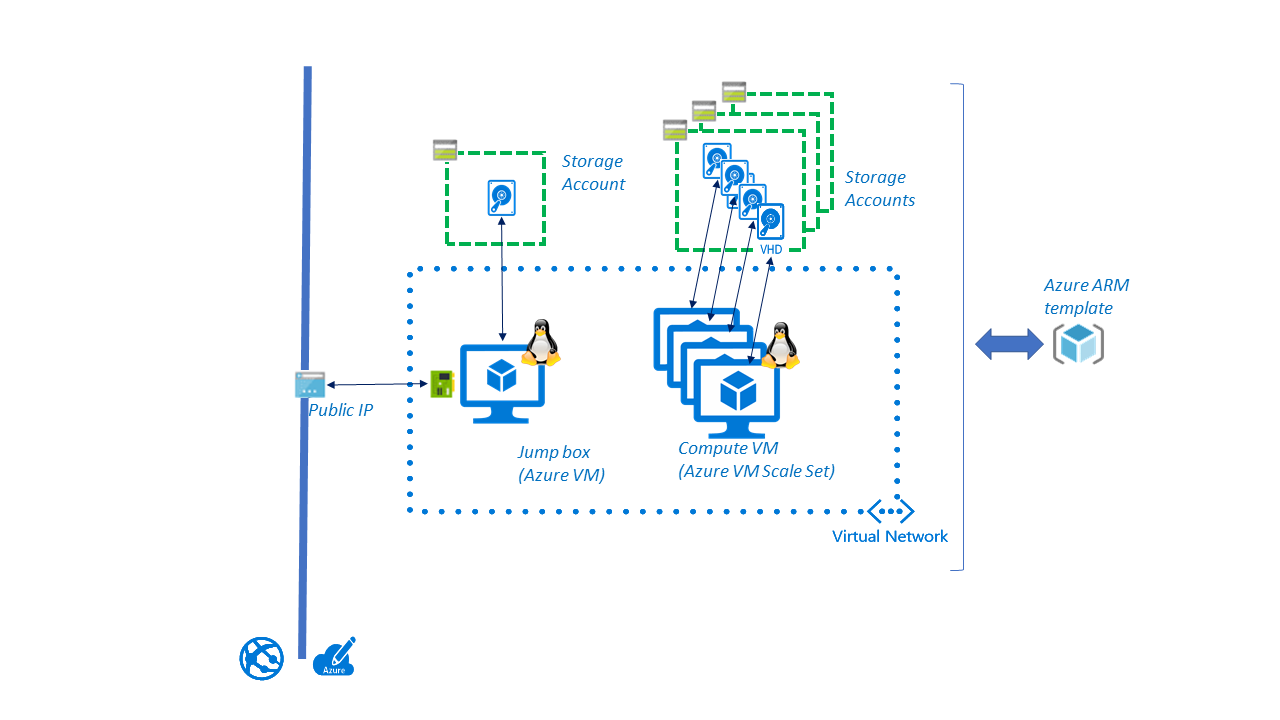 Storage
Account
Storage
Accounts
VHD
Azure ARM
template
Public IP
Jump box
(Azure VM)
Compute VM
(Azure VM Scale Set)
Virtual Network
Azure